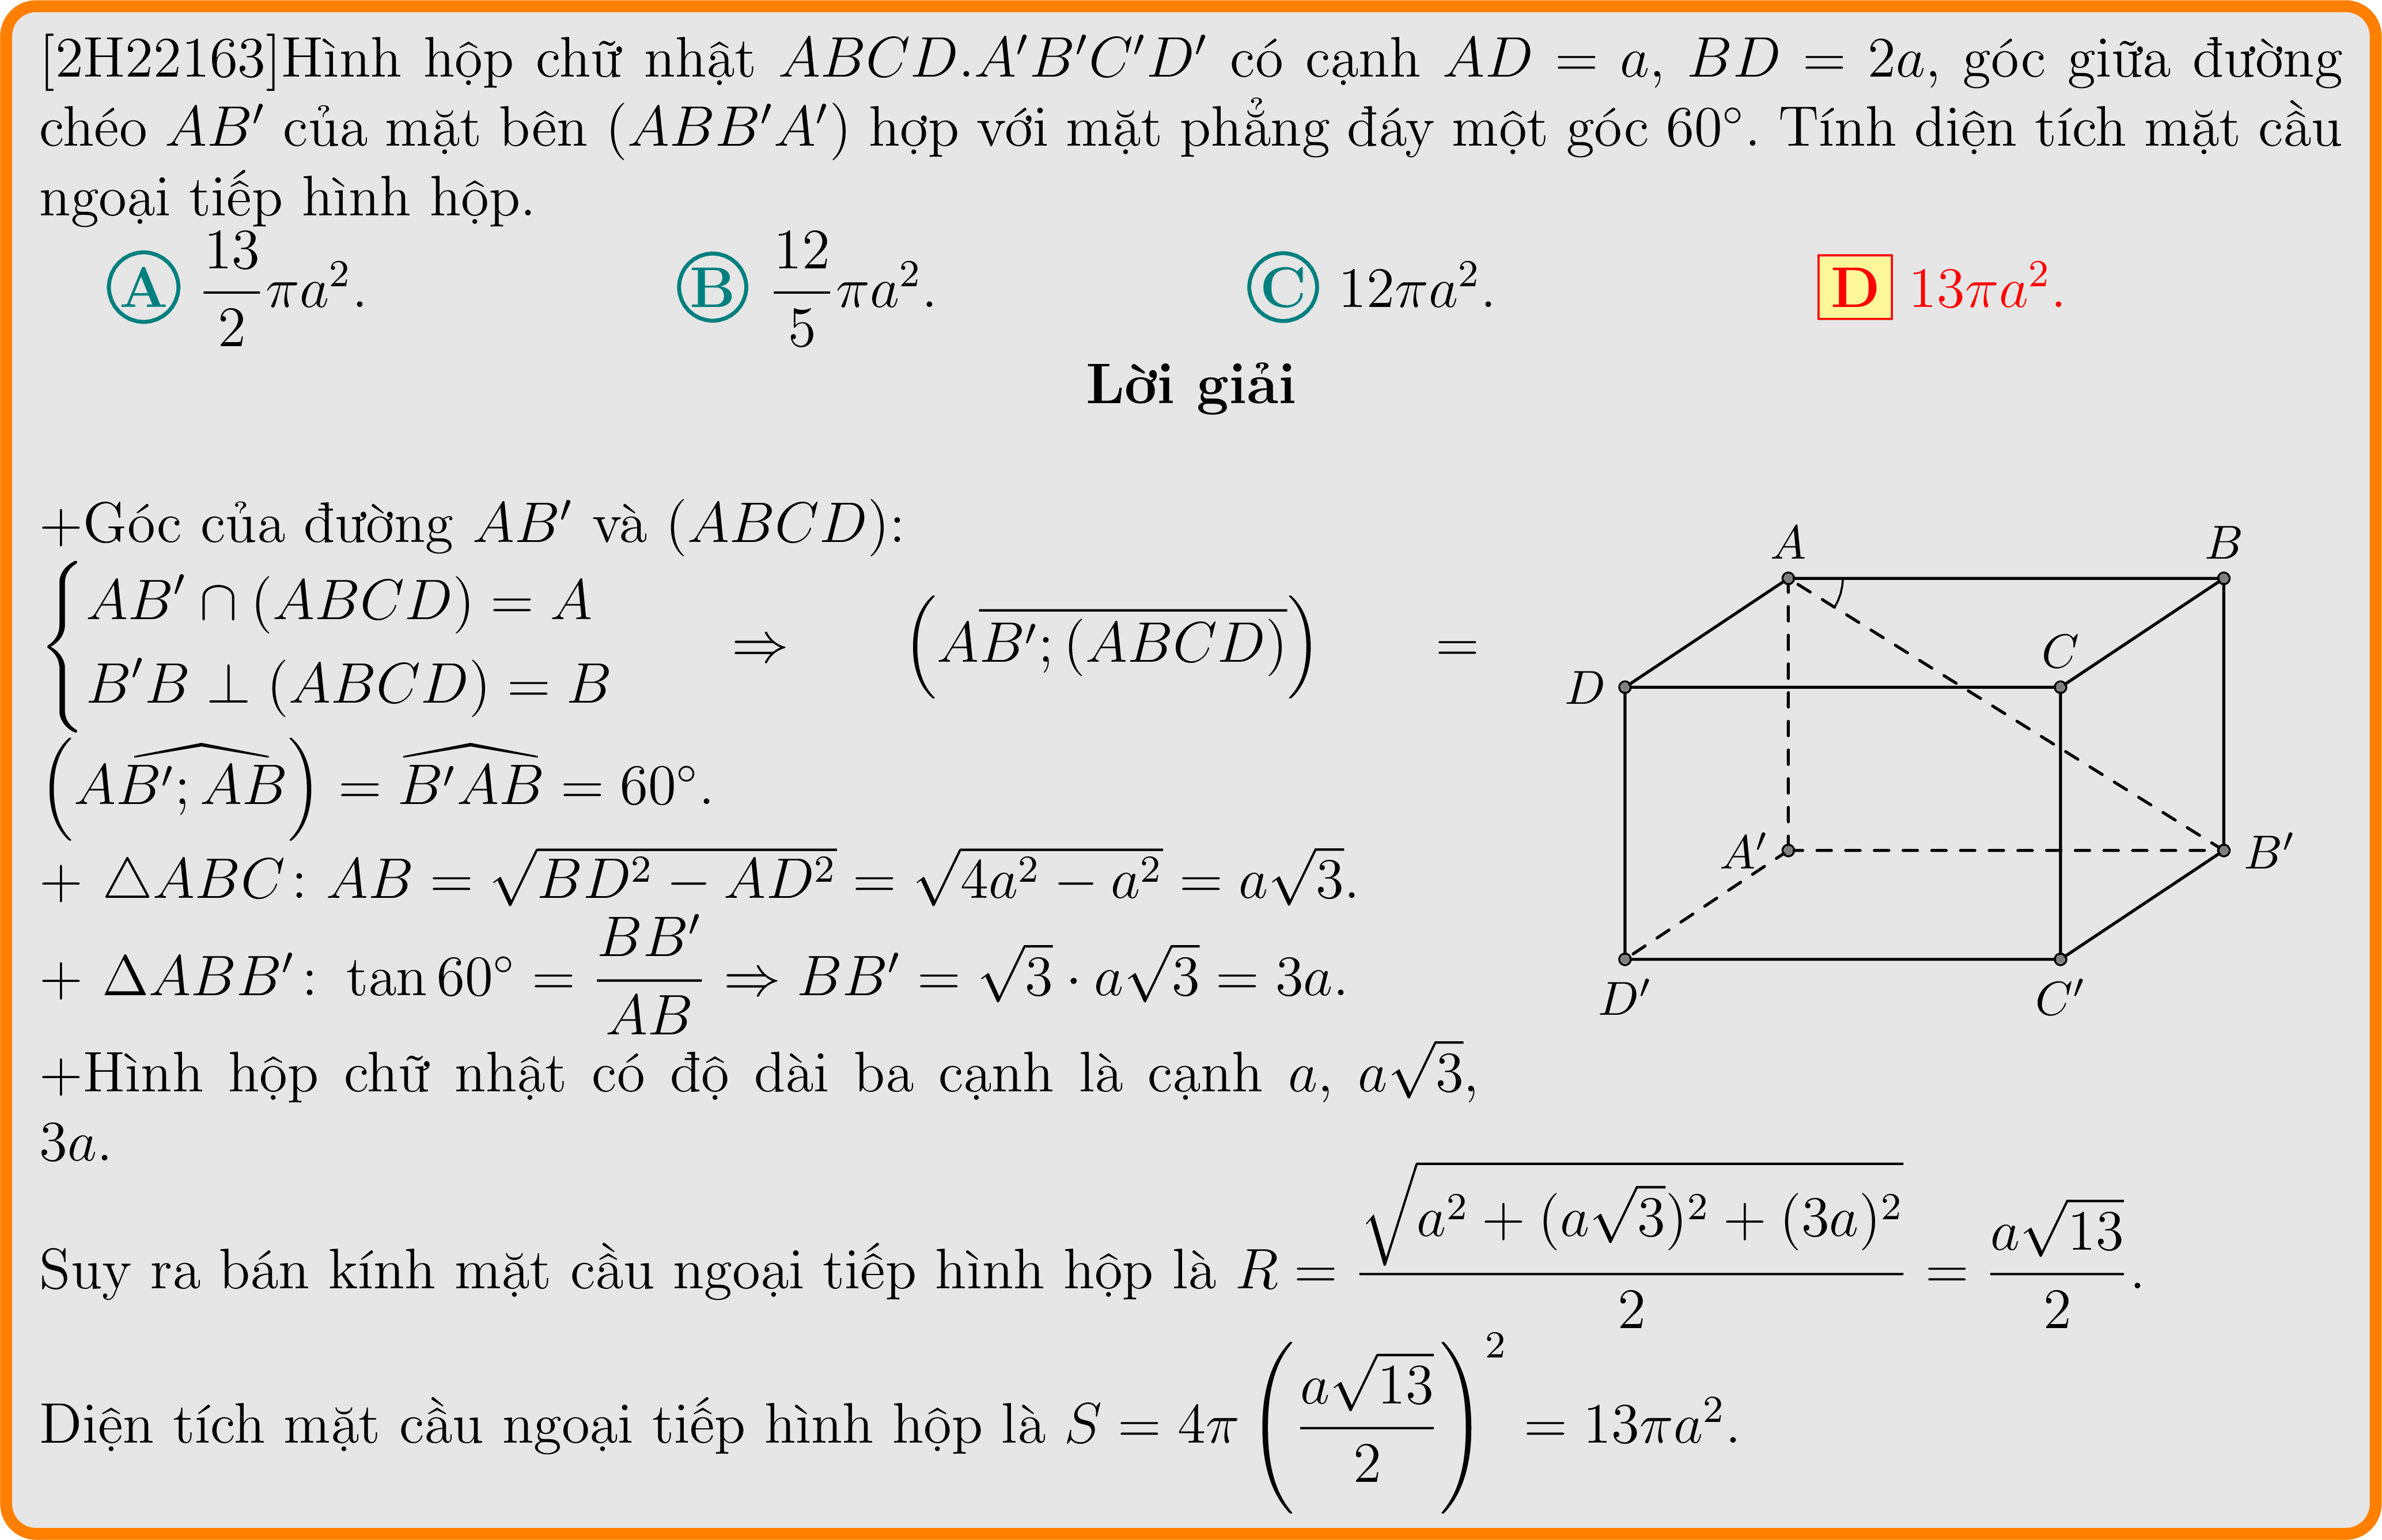 [2H22163]Hình hộp chữ nhật ABCD.A′B′C′D′ có cạnh AD = a, BD = 2a, góc giữa đường
chéo AB′ của mặt bên (ABB′A′) hợp với mặt phẳng đáy một góc 60°. Tính diện tích mặt cầu
ngoại tiếp hình hộp.
A $\frac{13}{2}\pi a^2$. B $\frac{12}{5}\pi a^2$. C $12\pi a^2$. D $13\pi a^2$.
Lời giải
+Góc của đường AB′ và (ABCD):
$\begin{cases} AB' \cap (ABCD) = A \\ B'B \perp (ABCD) = B \end{cases} \Rightarrow \left(A\overline{B'; (ABCD)}\right) =$
$\left(A\widehat{B'; AB}\right) = \widehat{B'AB} = 60^\circ$.
+ △ABC: $AB = \sqrt{BD^2 - AD^2} = \sqrt{4a^2 - a^2} = a\sqrt{3}$.
+ ΔABB′: $\tan 60^\circ = \frac{BB'}{AB} \Rightarrow BB' = \sqrt{3} \cdot a\sqrt{3} = 3a$.
+Hình hộp chữ nhật có độ dài ba cạnh là cạnh a, $a\sqrt{3}$,
3a.
Suy ra bán kính mặt cầu ngoại tiếp hình hộp là $R = \frac{\sqrt{a^2 + (a\sqrt{3})^2 + (3a)^2}}{2} = \frac{a\sqrt{13}}{2}$.
Diện tích mặt cầu ngoại tiếp hình hộp là $S = 4\pi \left(\frac{a\sqrt{13}}{2}\right)^2 = 13\pi a^2$.
A
B
C
D
A′
B′
D′
C′